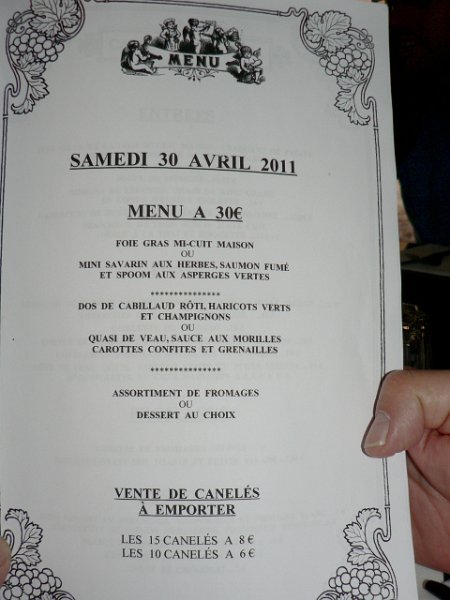 MENU
SAMEDI 30 AVRIL 2011
MENU A 30€
FOIE GRAS MI-CUIT MAISON
OU
MINI SAVARIN AUX HERBES, SAUMON FUMÉ
ET SPOOM AUX ASPERGES VERTES
***************
DOS DE CABILLAUD RÔTI, HARICOTS VERTS
ET CHAMPIGNONS
OU
QUASI DE VEAU, SAUCE AUX MORILLES
CAROTTES CONFITES ET GRENAILLES
***************
ASSORTIMENT DE FROMAGES
OU
DESSERT AU CHOIX
VENTE DE CANELÉS
À EMPORTER
LES 15 CANELÉS A 8€
LES 10 CANELÉS A 6€